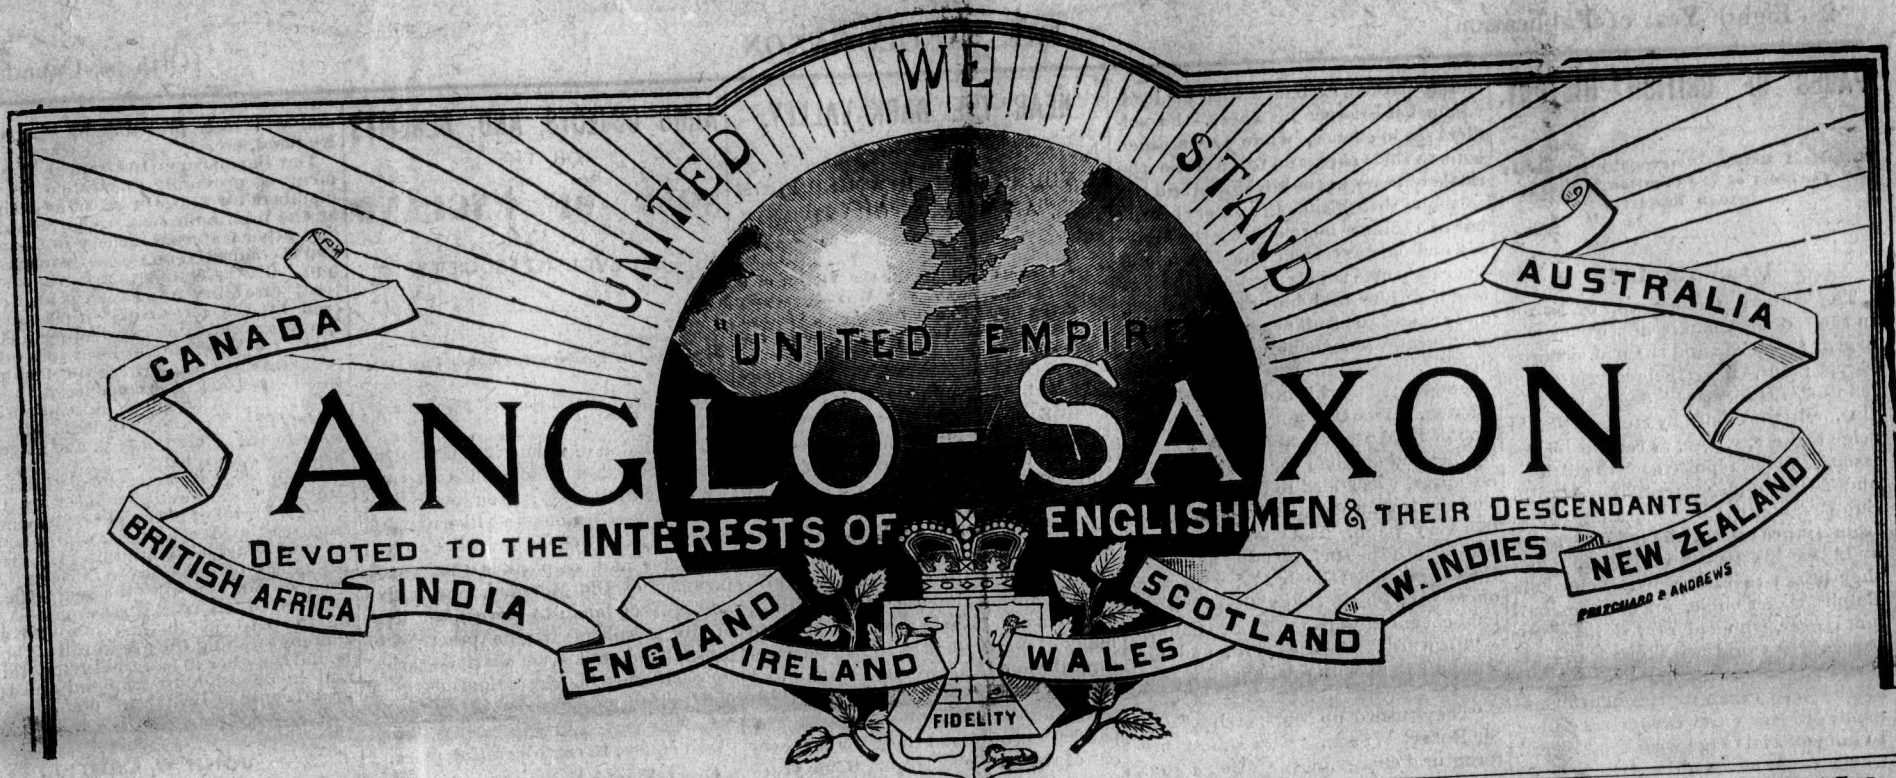 UNITED WE STAND
"UNITED EMPIRE
ANGLO-SAXON
DEVOTED TO THE INTERESTS OF ENGLISHMEN & THEIR DESCENDANTS
CANADA
BRITISH AFRICA
INDIA
ENGLAND
IRELAND
WALES
SCOTLAND
W. INDIES
NEW ZEALAND
AUSTRALIA
PRITCHARD & ANDREWS
FIDELITY